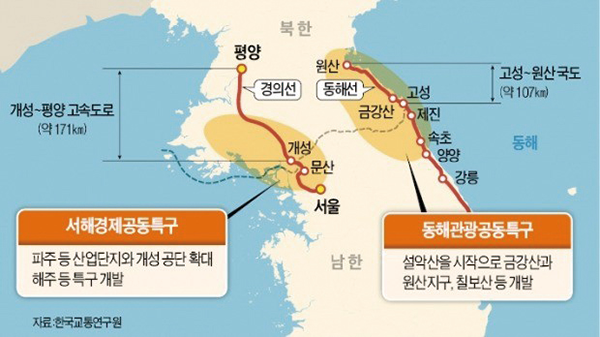 북한
평양
원산
경의선
동해선
고성~원산 국도
(약 107㎞)
개성~평양 고속도로
(약 171㎞)
고성
금강산
제진
속초
양양
강릉
동해
개성
문산
서울
서해경제공동특구
파주 등 산업단지와 개성 공단 확대
해주 등 특구 개발
동해관광공동특구
설악산을 시작으로 금강산과
원산지구, 칠보산 등 개발
남한
자료:한국교통연구원